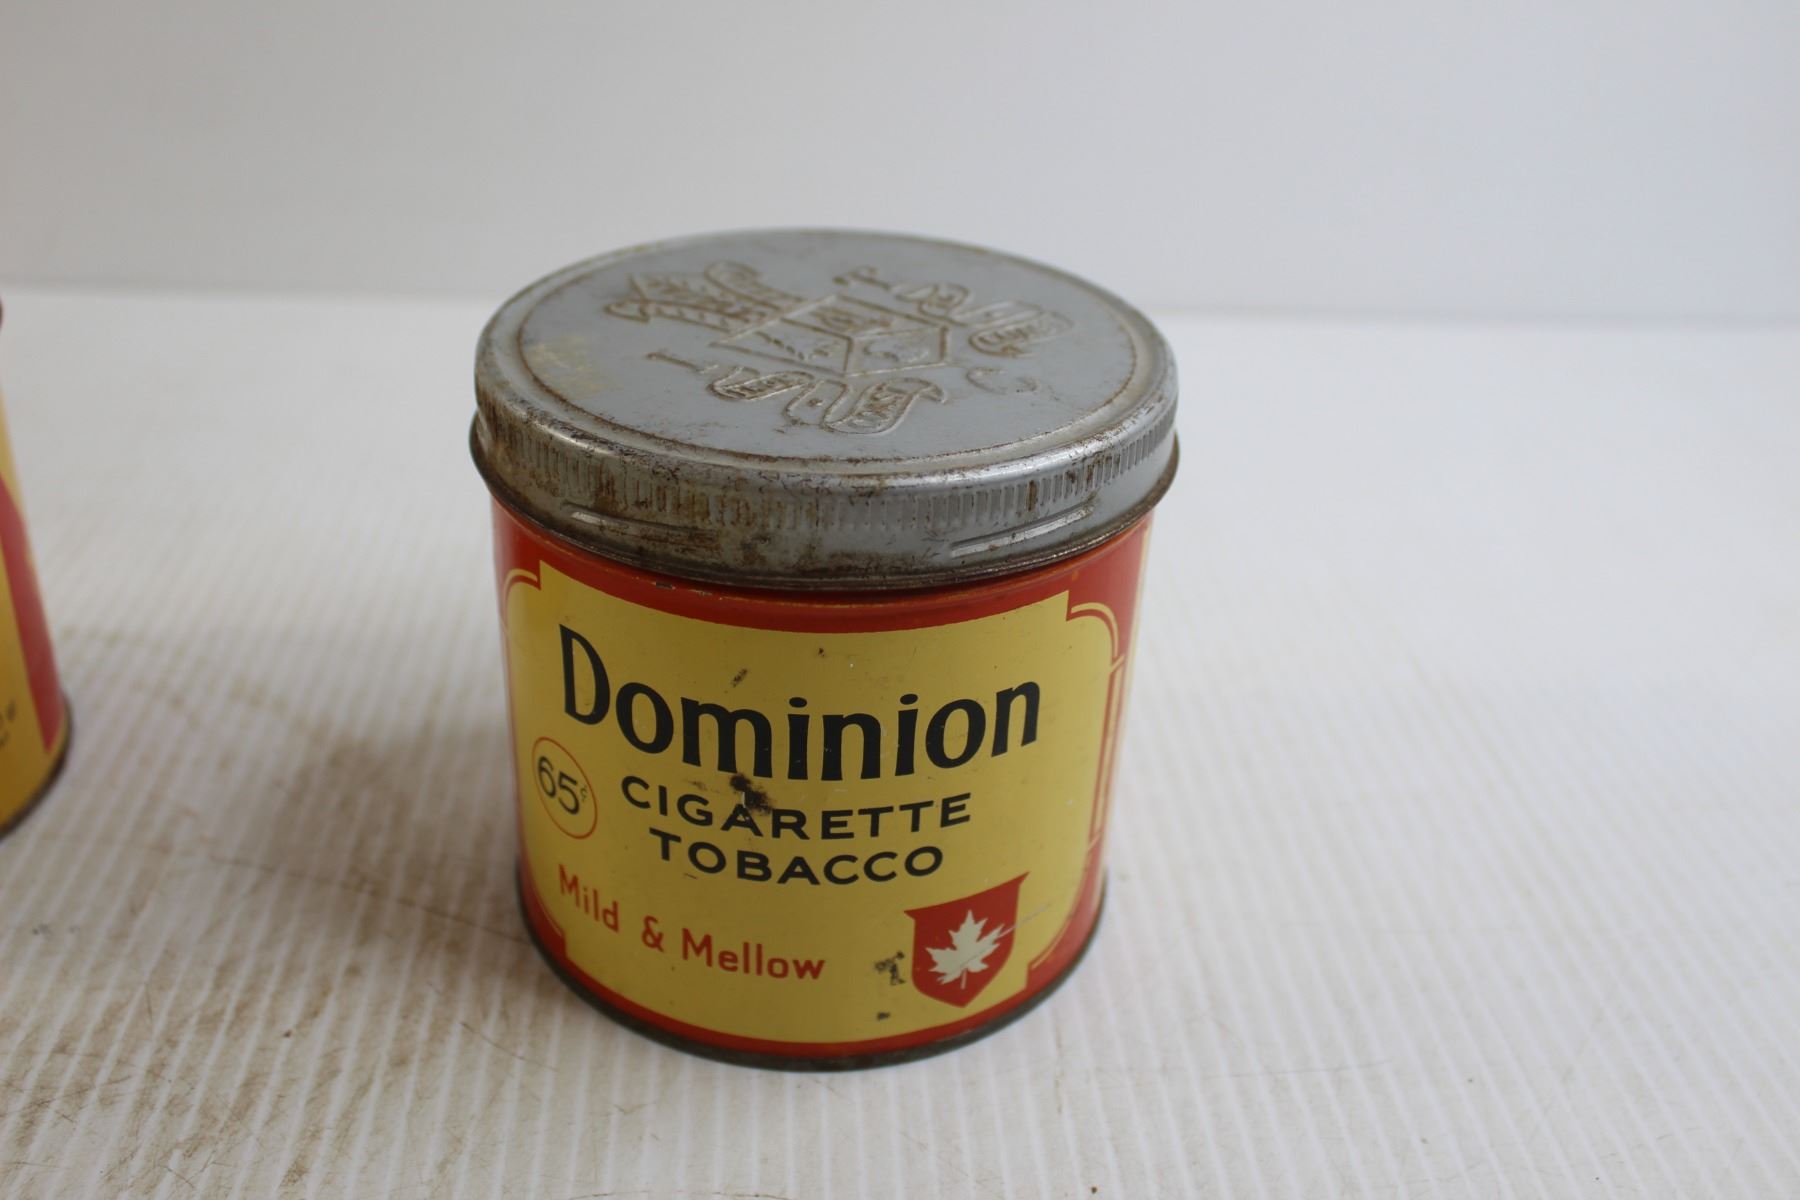 Dominion
65¢
CIGARETTE
TOBACCO
Mild & Mellow